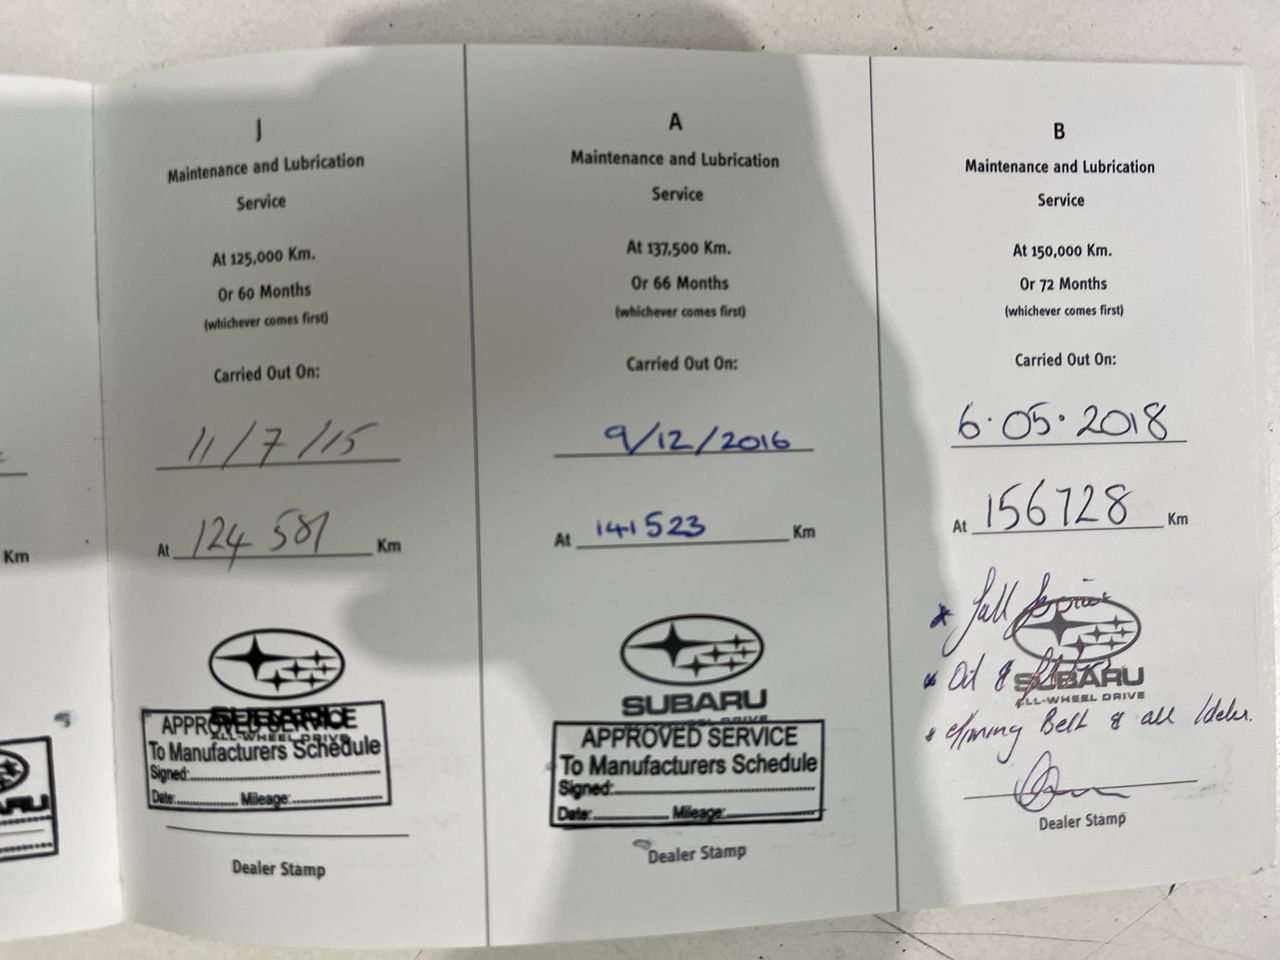 Km
J
Maintenance and Lubrication
Service
At 125,000 Km.
Or 60 Months
(whichever comes first)
Carried Out On:
11/7/15
At 124 581 Km
SUBARU
ALL-WHEEL DRIVE
APPROVED SERVICE
To Manufacturers Schedule
Signed:
Date: Mileage:
Dealer Stamp
A
Maintenance and Lubrication
Service
At 137,500 Km.
Or 66 Months
(whichever comes first)
Carried Out On:
9/12/2016
At 141523 Km
SUBARU
APPROVED SERVICE
To Manufacturers Schedule
Signed:
Date: Mileage:
Dealer Stamp
B
Maintenance and Lubrication
Service
At 150,000 Km.
Or 72 Months
(whichever comes first)
Carried Out On:
6.05.2018
At 156728 Km
* full Service
SUBARU
* Oil &
ALL-WHEEL DRIVE
* Timming Belt & all Idler.
Dealer Stamp